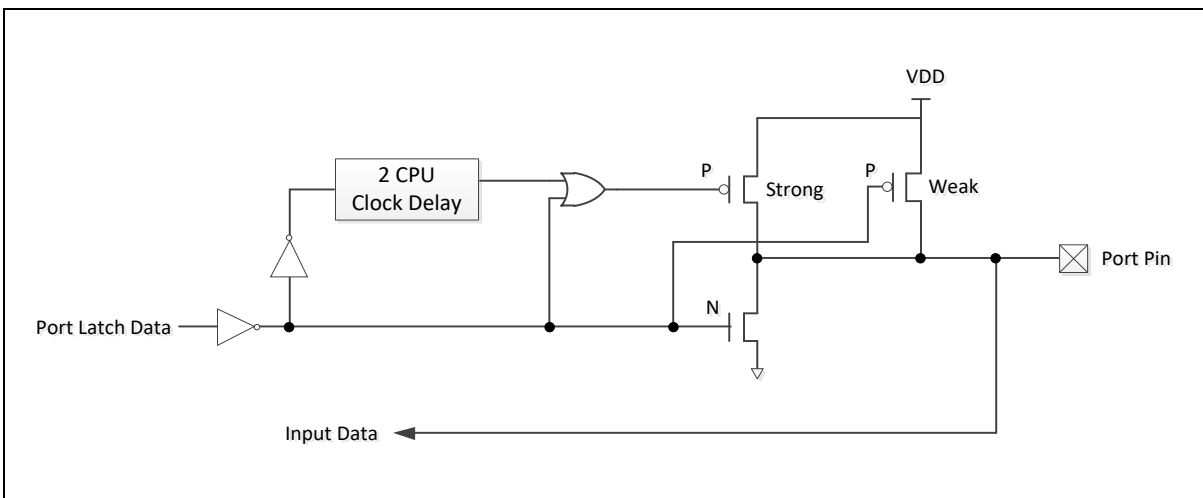 VDD
2 CPU
Clock Delay
P
Strong
P
Weak
Port Pin
N
Port Latch Data
Input Data